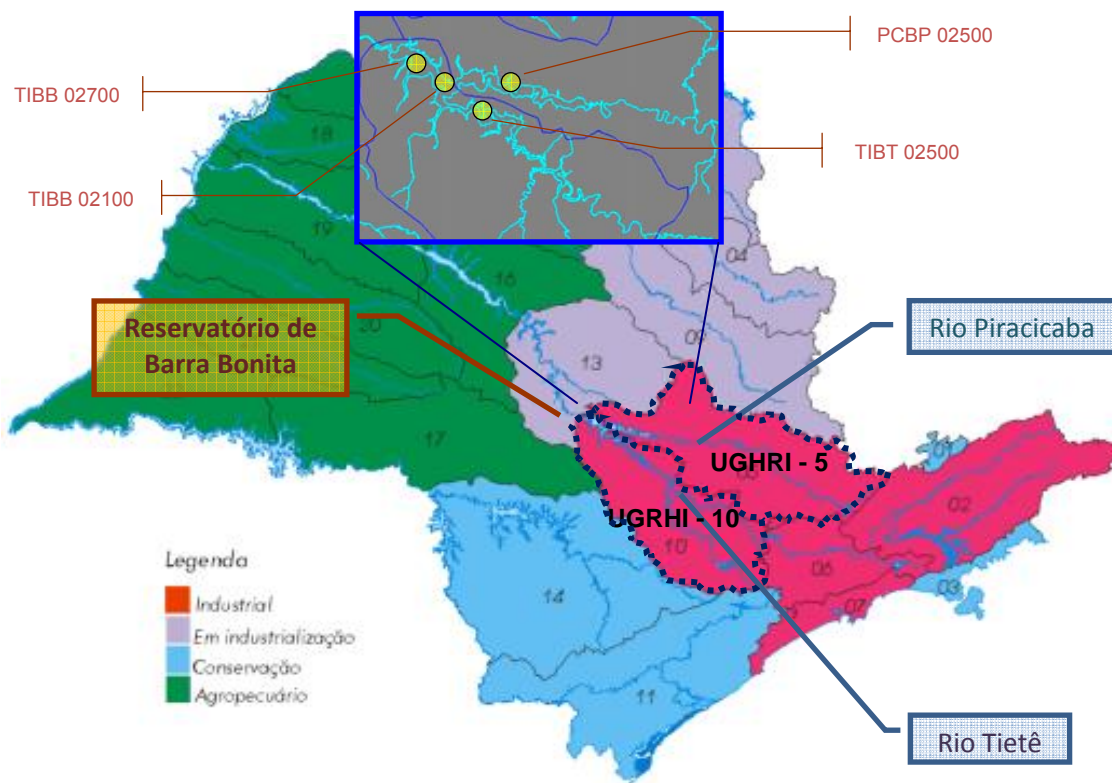 PCBP 02500
TIBB 02700
TIBT 02500
TIBB 02100
18
19
16
04
20
09
13
17
Reservatório de
Barra Bonita
Rio Piracicaba
UGHRI - 5
UGRHI - 10
01
02
10
06
03
07
14
11
Legenda
Industrial
Em industrialização
Conservação
Agropecuário
Rio Tietê